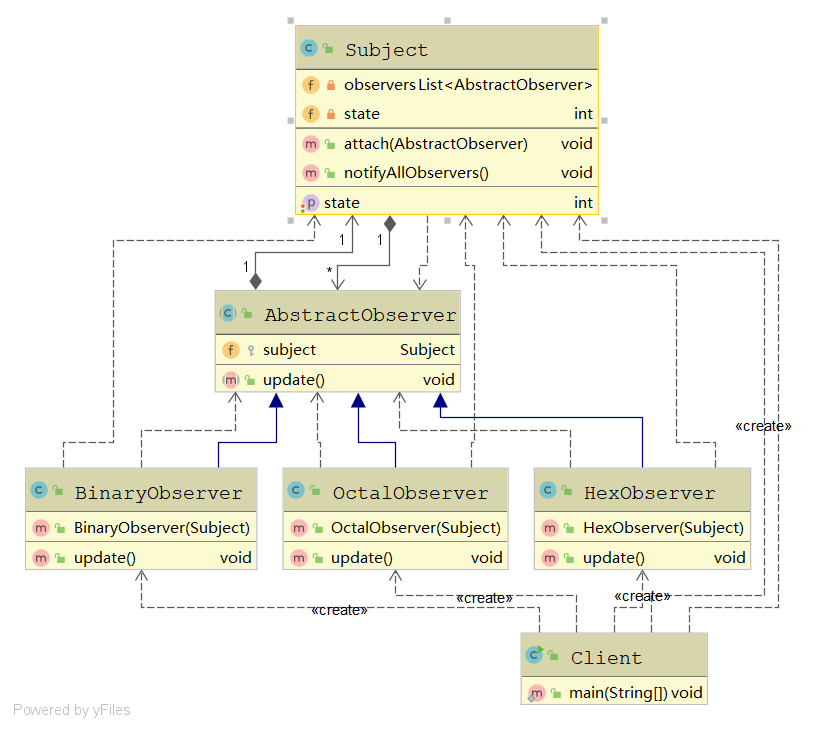 Subject
observers List<AbstractObserver>
state int
attach(AbstractObserver) void
notifyAllObservers() void
state int
1 1
1 *
AbstractObserver
subject Subject
update() void
«create»
BinaryObserver
BinaryObserver(Subject)
update() void
OctalObserver
OctalObserver(Subject)
update() void
HexObserver
HexObserver(Subject)
update() void
«create» «create» «create»
Client
main(String[]) void
Powered by yFiles